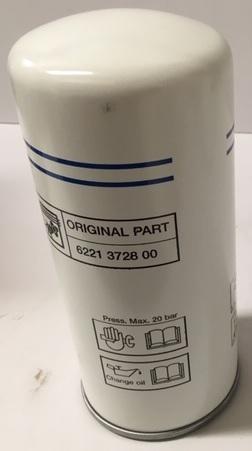 ORIGINAL PART
6221 3728 00
Press. Max. 20 bar
Change oil